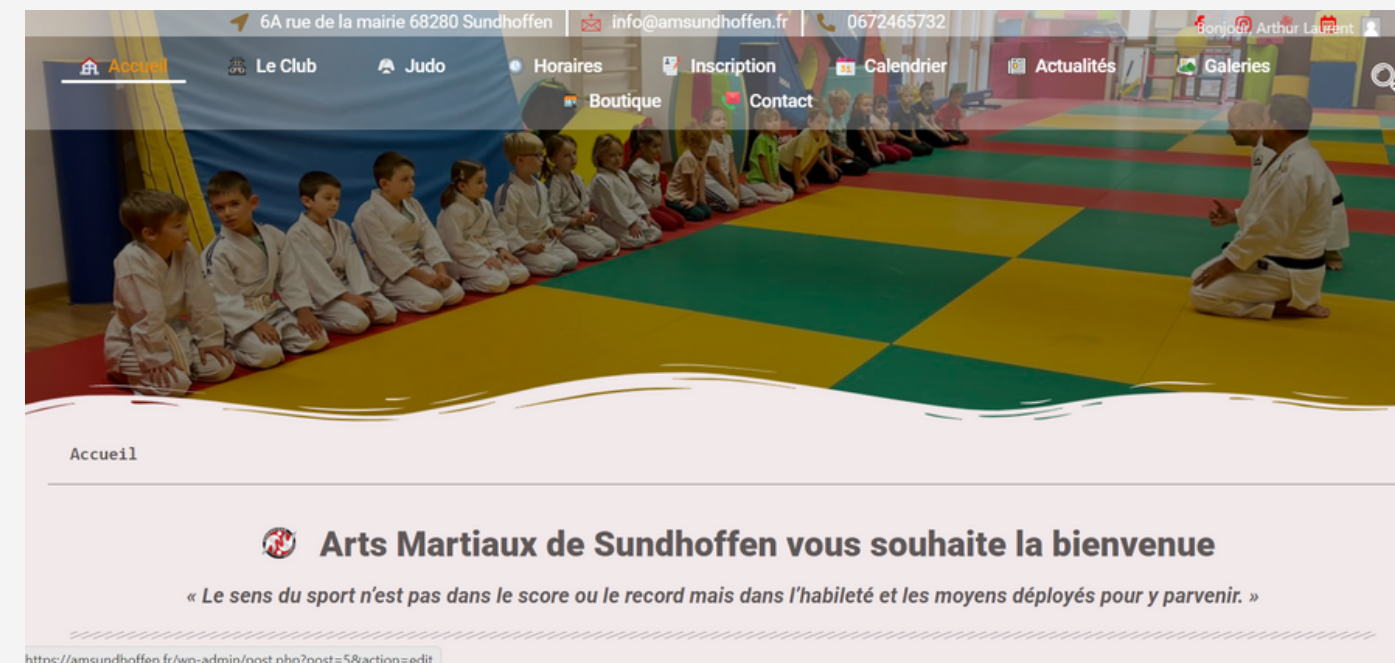 6A rue de la mairie 68280 Sundhoffen info@amsundhoffen.fr 0672465732 Bonjour, Arthur Laurent
Accueil Le Club Judo Horaires Inscription Calendrier Actualités Galeries
Boutique Contact
Accueil
Arts Martiaux de Sundhoffen vous souhaite la bienvenue
« Le sens du sport n’est pas dans le score ou le record mais dans l’habileté et les moyens déployés pour y parvenir. »
https://amsundhoffen.fr/wp-admin/post.php?post=5&action=edit